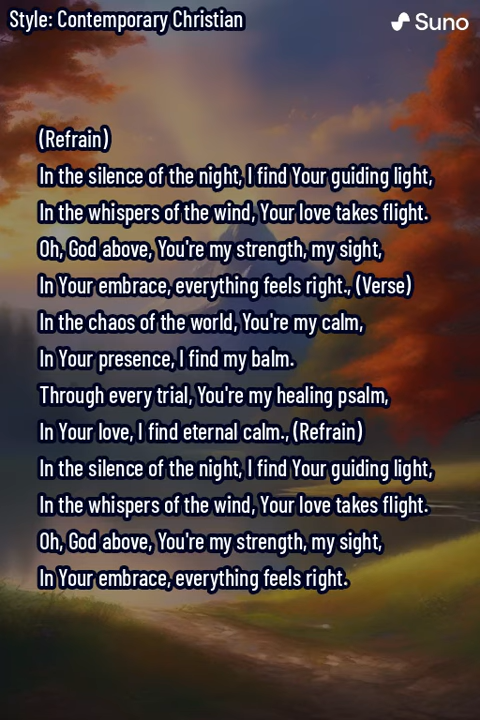 Style: Contemporary Christian
Suno
(Refrain)
In the silence of the night, I find Your guiding light,
In the whispers of the wind, Your love takes flight.
Oh, God above, You're my strength, my sight,
In Your embrace, everything feels right., (Verse)
In the chaos of the world, You're my calm,
In Your presence, I find my balm.
Through every trial, You're my healing psalm,
In Your love, I find eternal calm., (Refrain)
In the silence of the night, I find Your guiding light,
In the whispers of the wind, Your love takes flight.
Oh, God above, You're my strength, my sight,
In Your embrace, everything feels right.